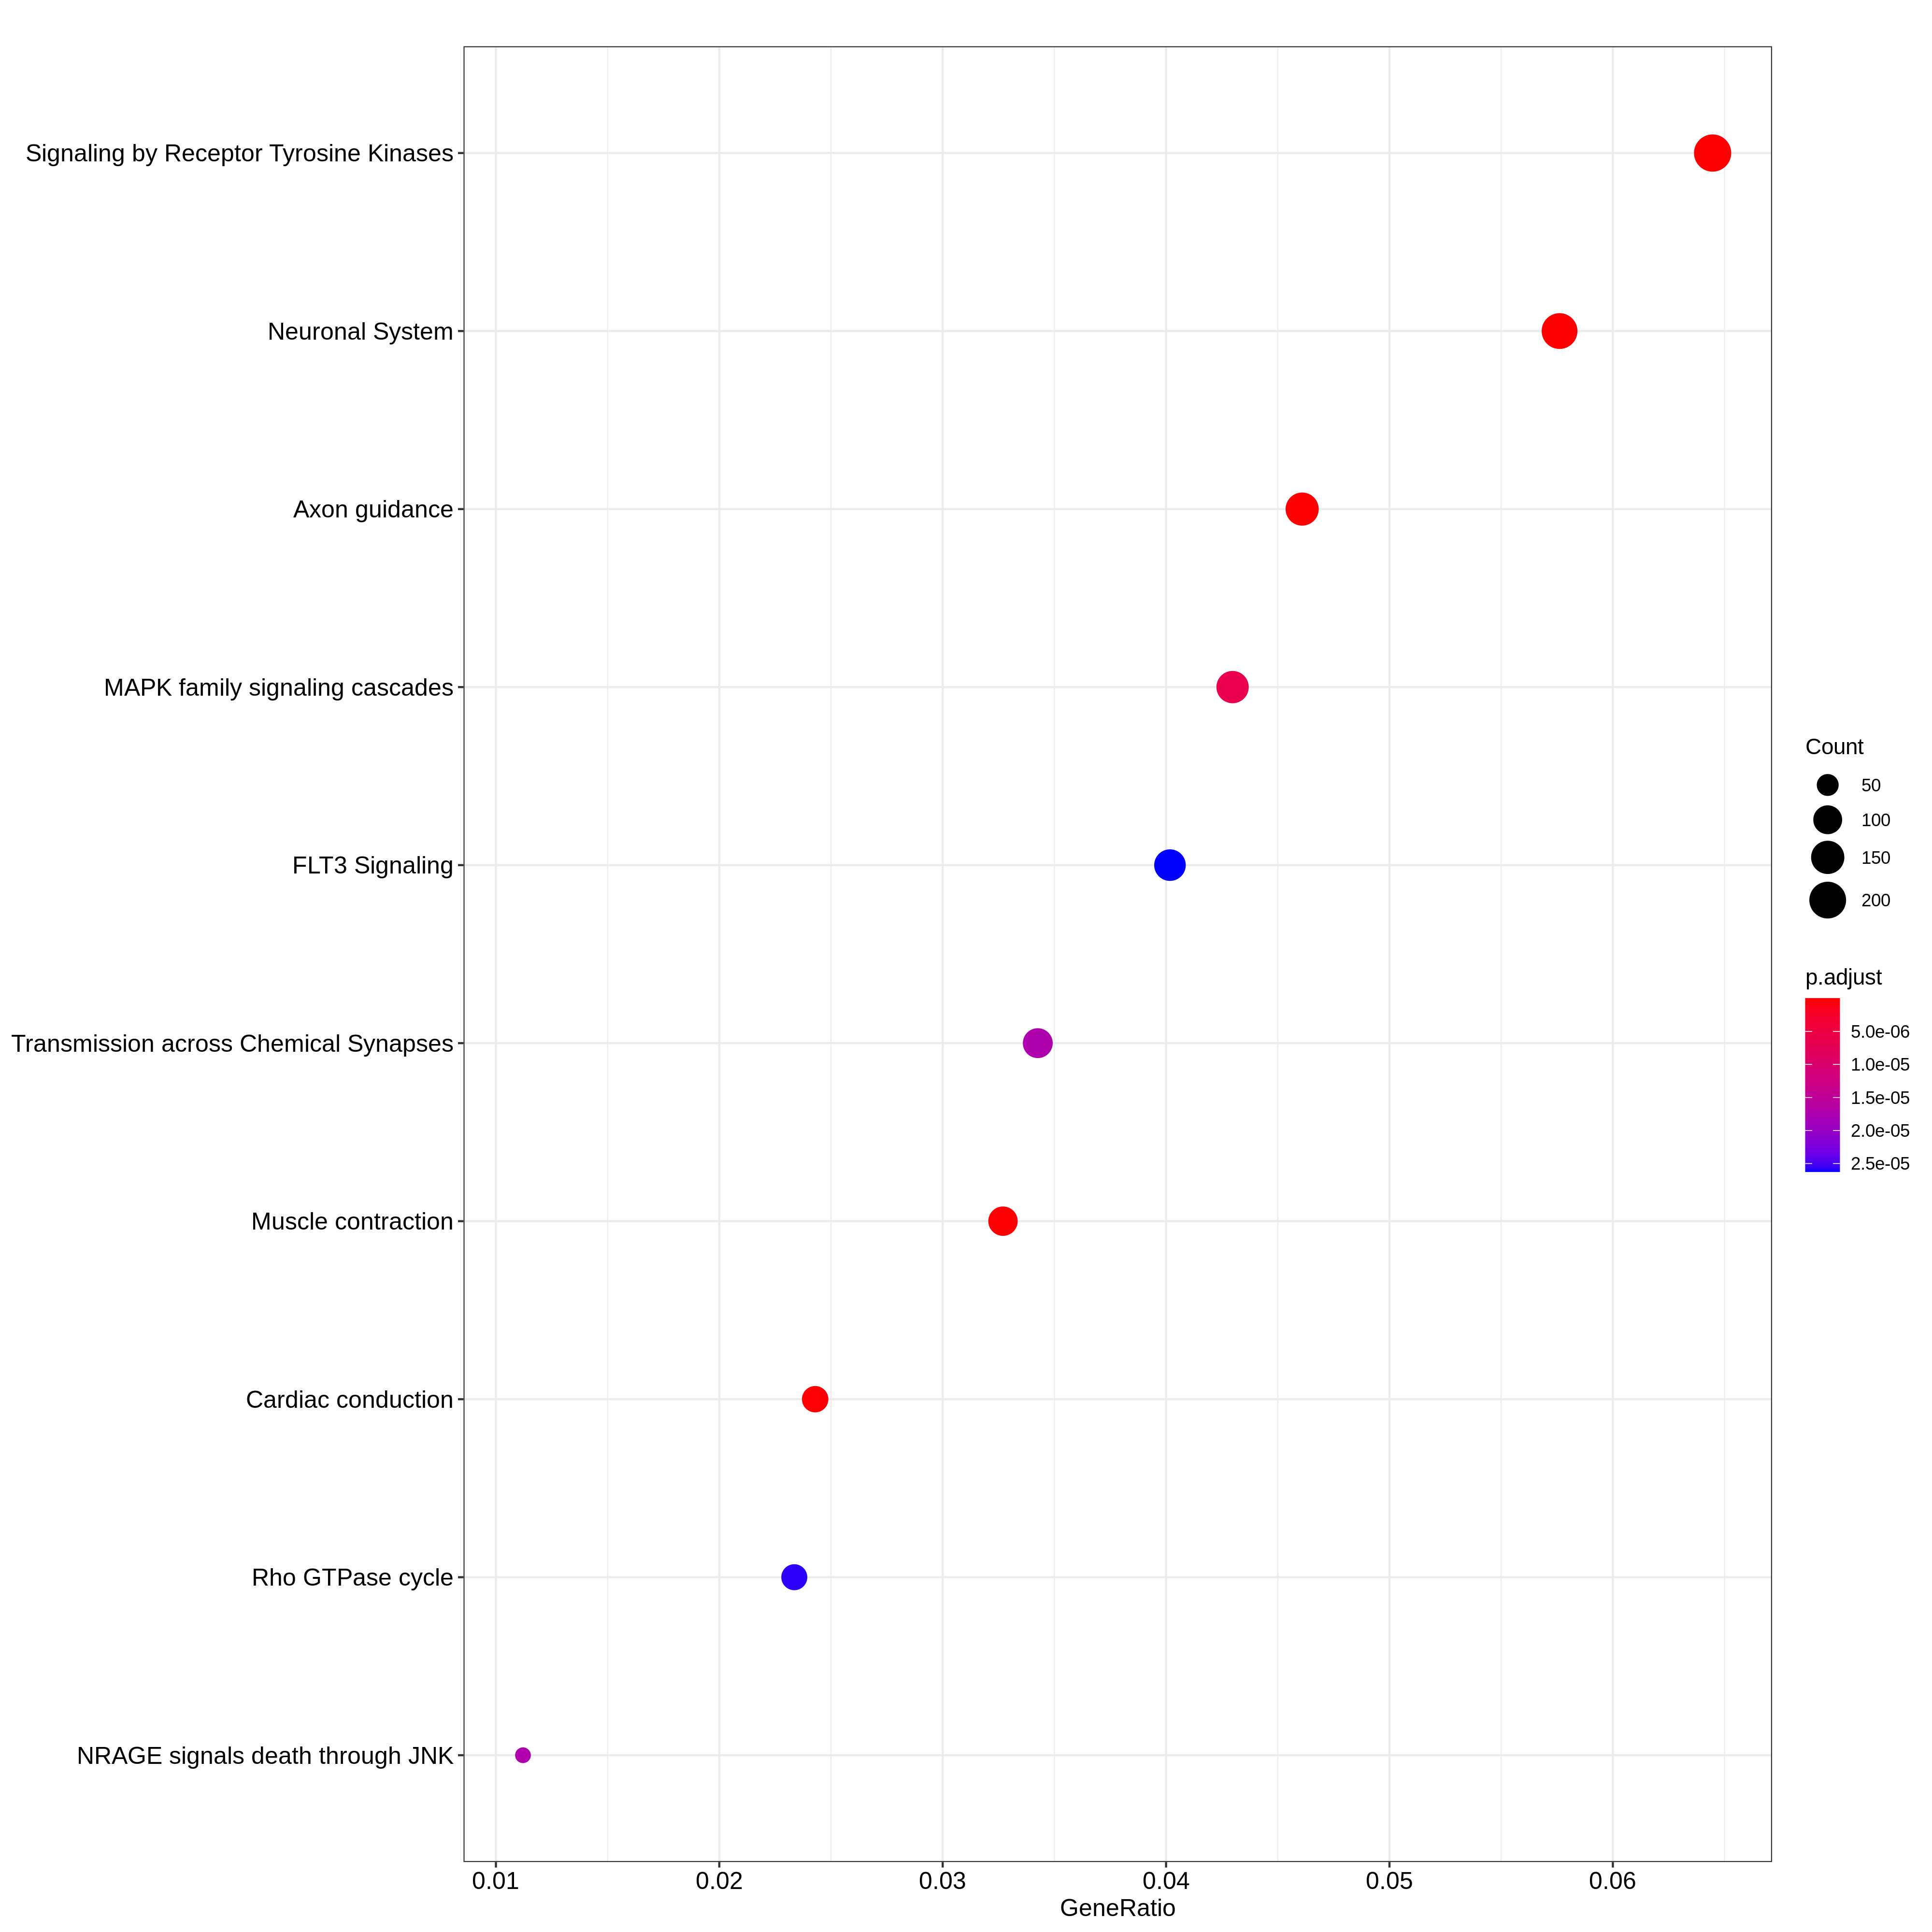 Signaling by Receptor Tyrosine Kinases
Neuronal System
Axon guidance
MAPK family signaling cascades
FLT3 Signaling
Transmission across Chemical Synapses
Muscle contraction
Cardiac conduction
Rho GTPase cycle
NRAGE signals death through JNK
0.01 0.02 0.03 0.04 0.05 0.06
GeneRatio
Count
50
100
150
200
p.adjust
5.0e-06
1.0e-05
1.5e-05
2.0e-05
2.5e-05